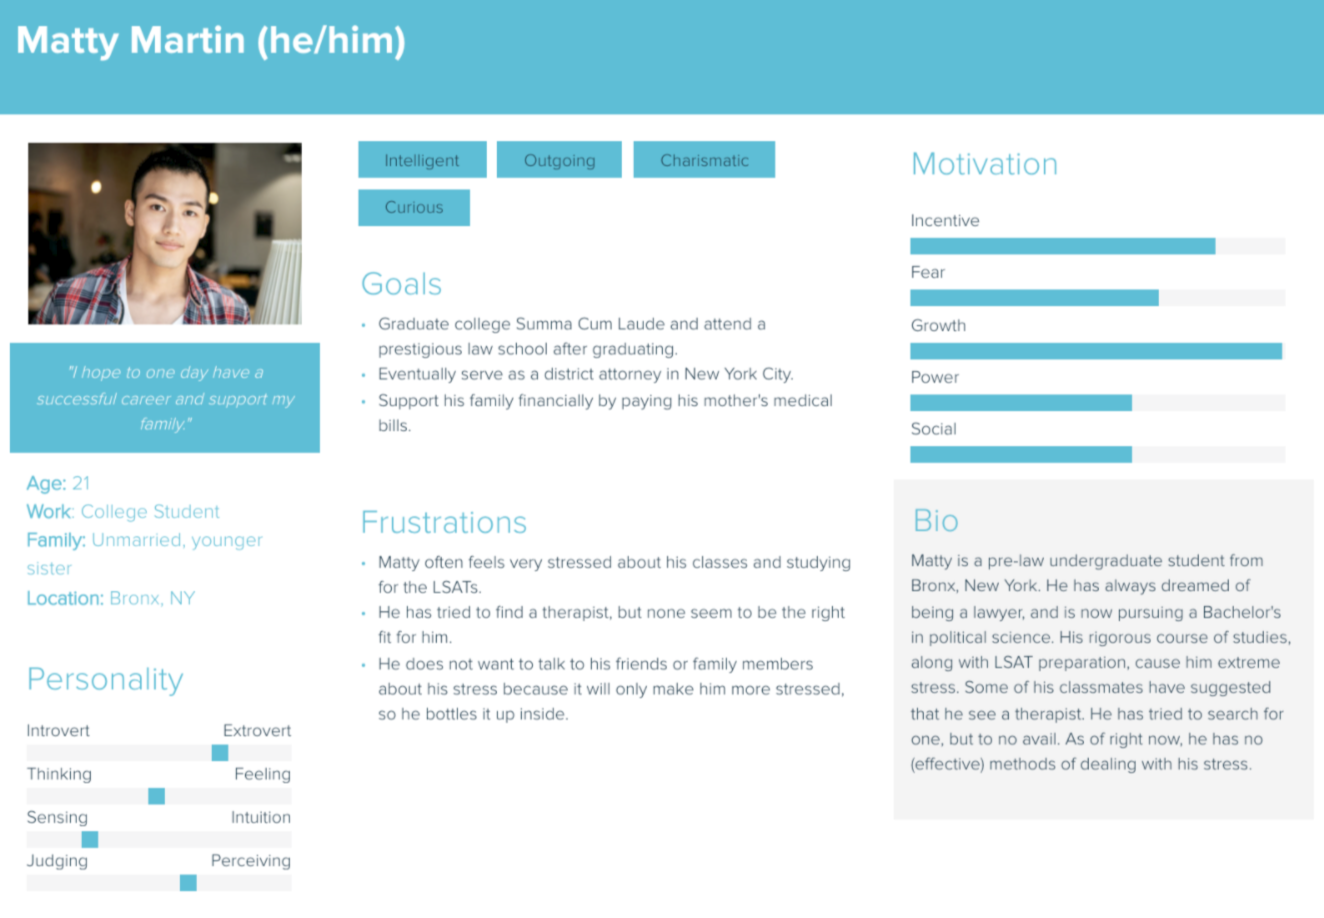 Matty Martin (he/him)
"I hope to one day have a
successful career and support my
family."
Age: 21
Work: College Student
Family: Unmarried, younger
sister
Location: Bronx, NY
Personality
Introvert Extrovert
Thinking Feeling
Sensing Intuition
Judging Perceiving
Intelligent Outgoing Charismatic
Curious
Goals
• Graduate college Summa Cum Laude and attend a
prestigious law school after graduating.
• Eventually serve as a district attorney in New York City.
• Support his family financially by paying his mother's medical
bills.
Frustrations
• Matty often feels very stressed about his classes and studying
for the LSATs.
• He has tried to find a therapist, but none seem to be the right
fit for him.
• He does not want to talk to his friends or family members
about his stress because it will only make him more stressed,
so he bottles it up inside.
Motivation
Incentive
Fear
Growth
Power
Social
Bio
Matty is a pre-law undergraduate student from
Bronx, New York. He has always dreamed of
being a lawyer, and is now pursuing a Bachelor's
in political science. His rigorous course of studies,
along with LSAT preparation, cause him extreme
stress. Some of his classmates have suggested
that he see a therapist. He has tried to search for
one, but to no avail. As of right now, he has no
(effective) methods of dealing with his stress.